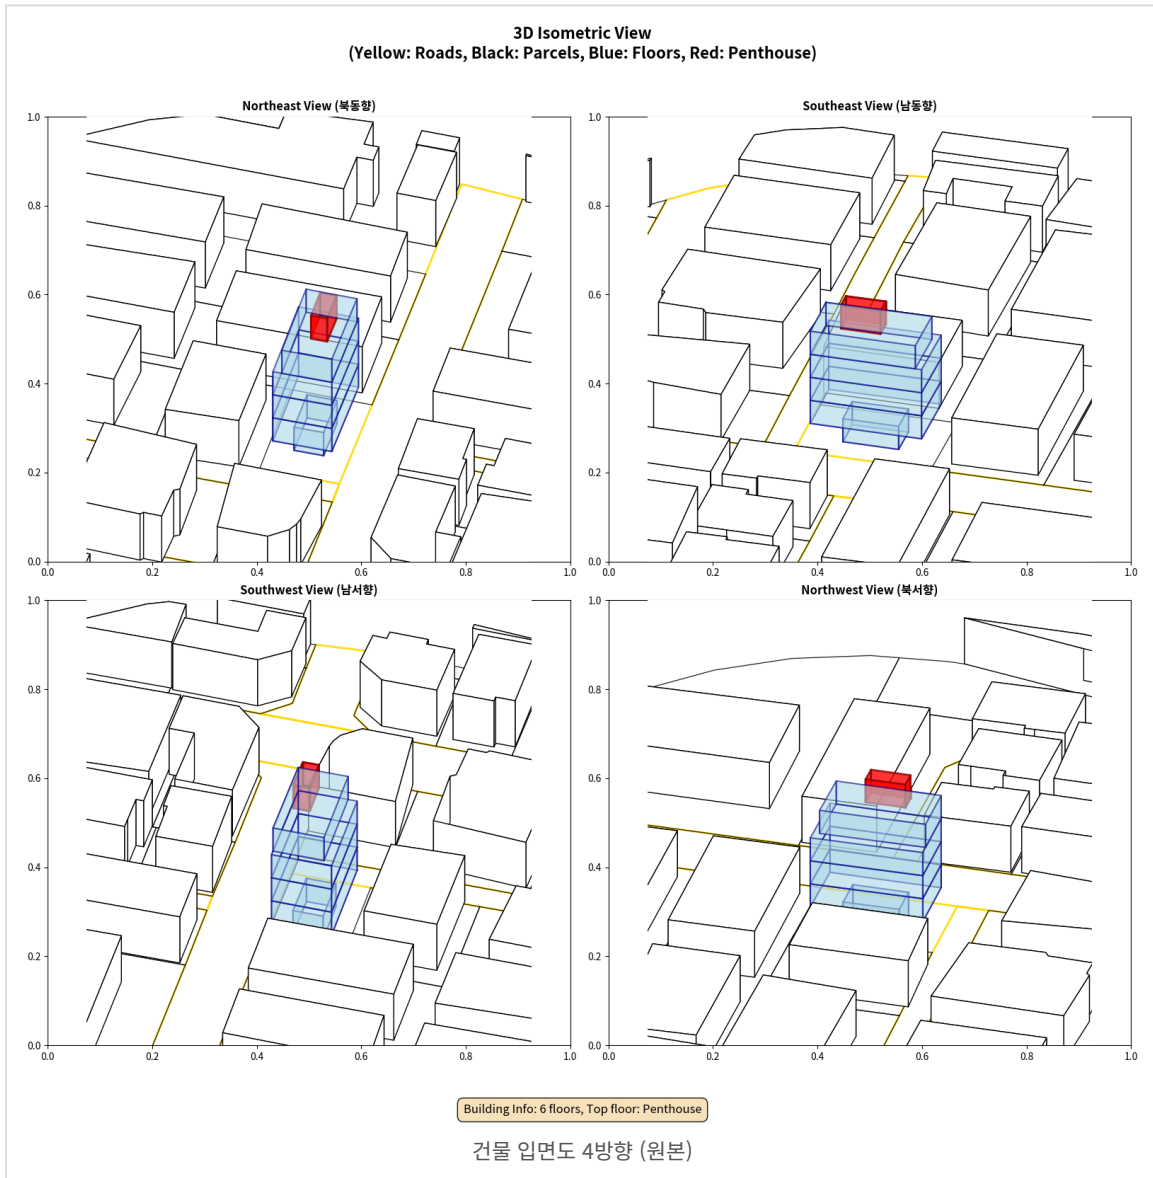 3D Isometric View
(Yellow: Roads, Black: Parcels, Blue: Floors, Red: Penthouse)
Northeast View (북동향)
1.0
0.8
0.6
0.4
0.2
0.0
0.0 0.2 0.4 0.6 0.8 1.0
Southeast View (남동향)
1.0
0.8
0.6
0.4
0.2
0.0
0.0 0.2 0.4 0.6 0.8 1.0
Southwest View (남서향)
1.0
0.8
0.6
0.4
0.2
0.0
0.0 0.2 0.4 0.6 0.8 1.0
Northwest View (북서향)
1.0
0.8
0.6
0.4
0.2
0.0
0.0 0.2 0.4 0.6 0.8 1.0
Building Info: 6 floors, Top floor: Penthouse
건물 입면도 4방향 (원본)